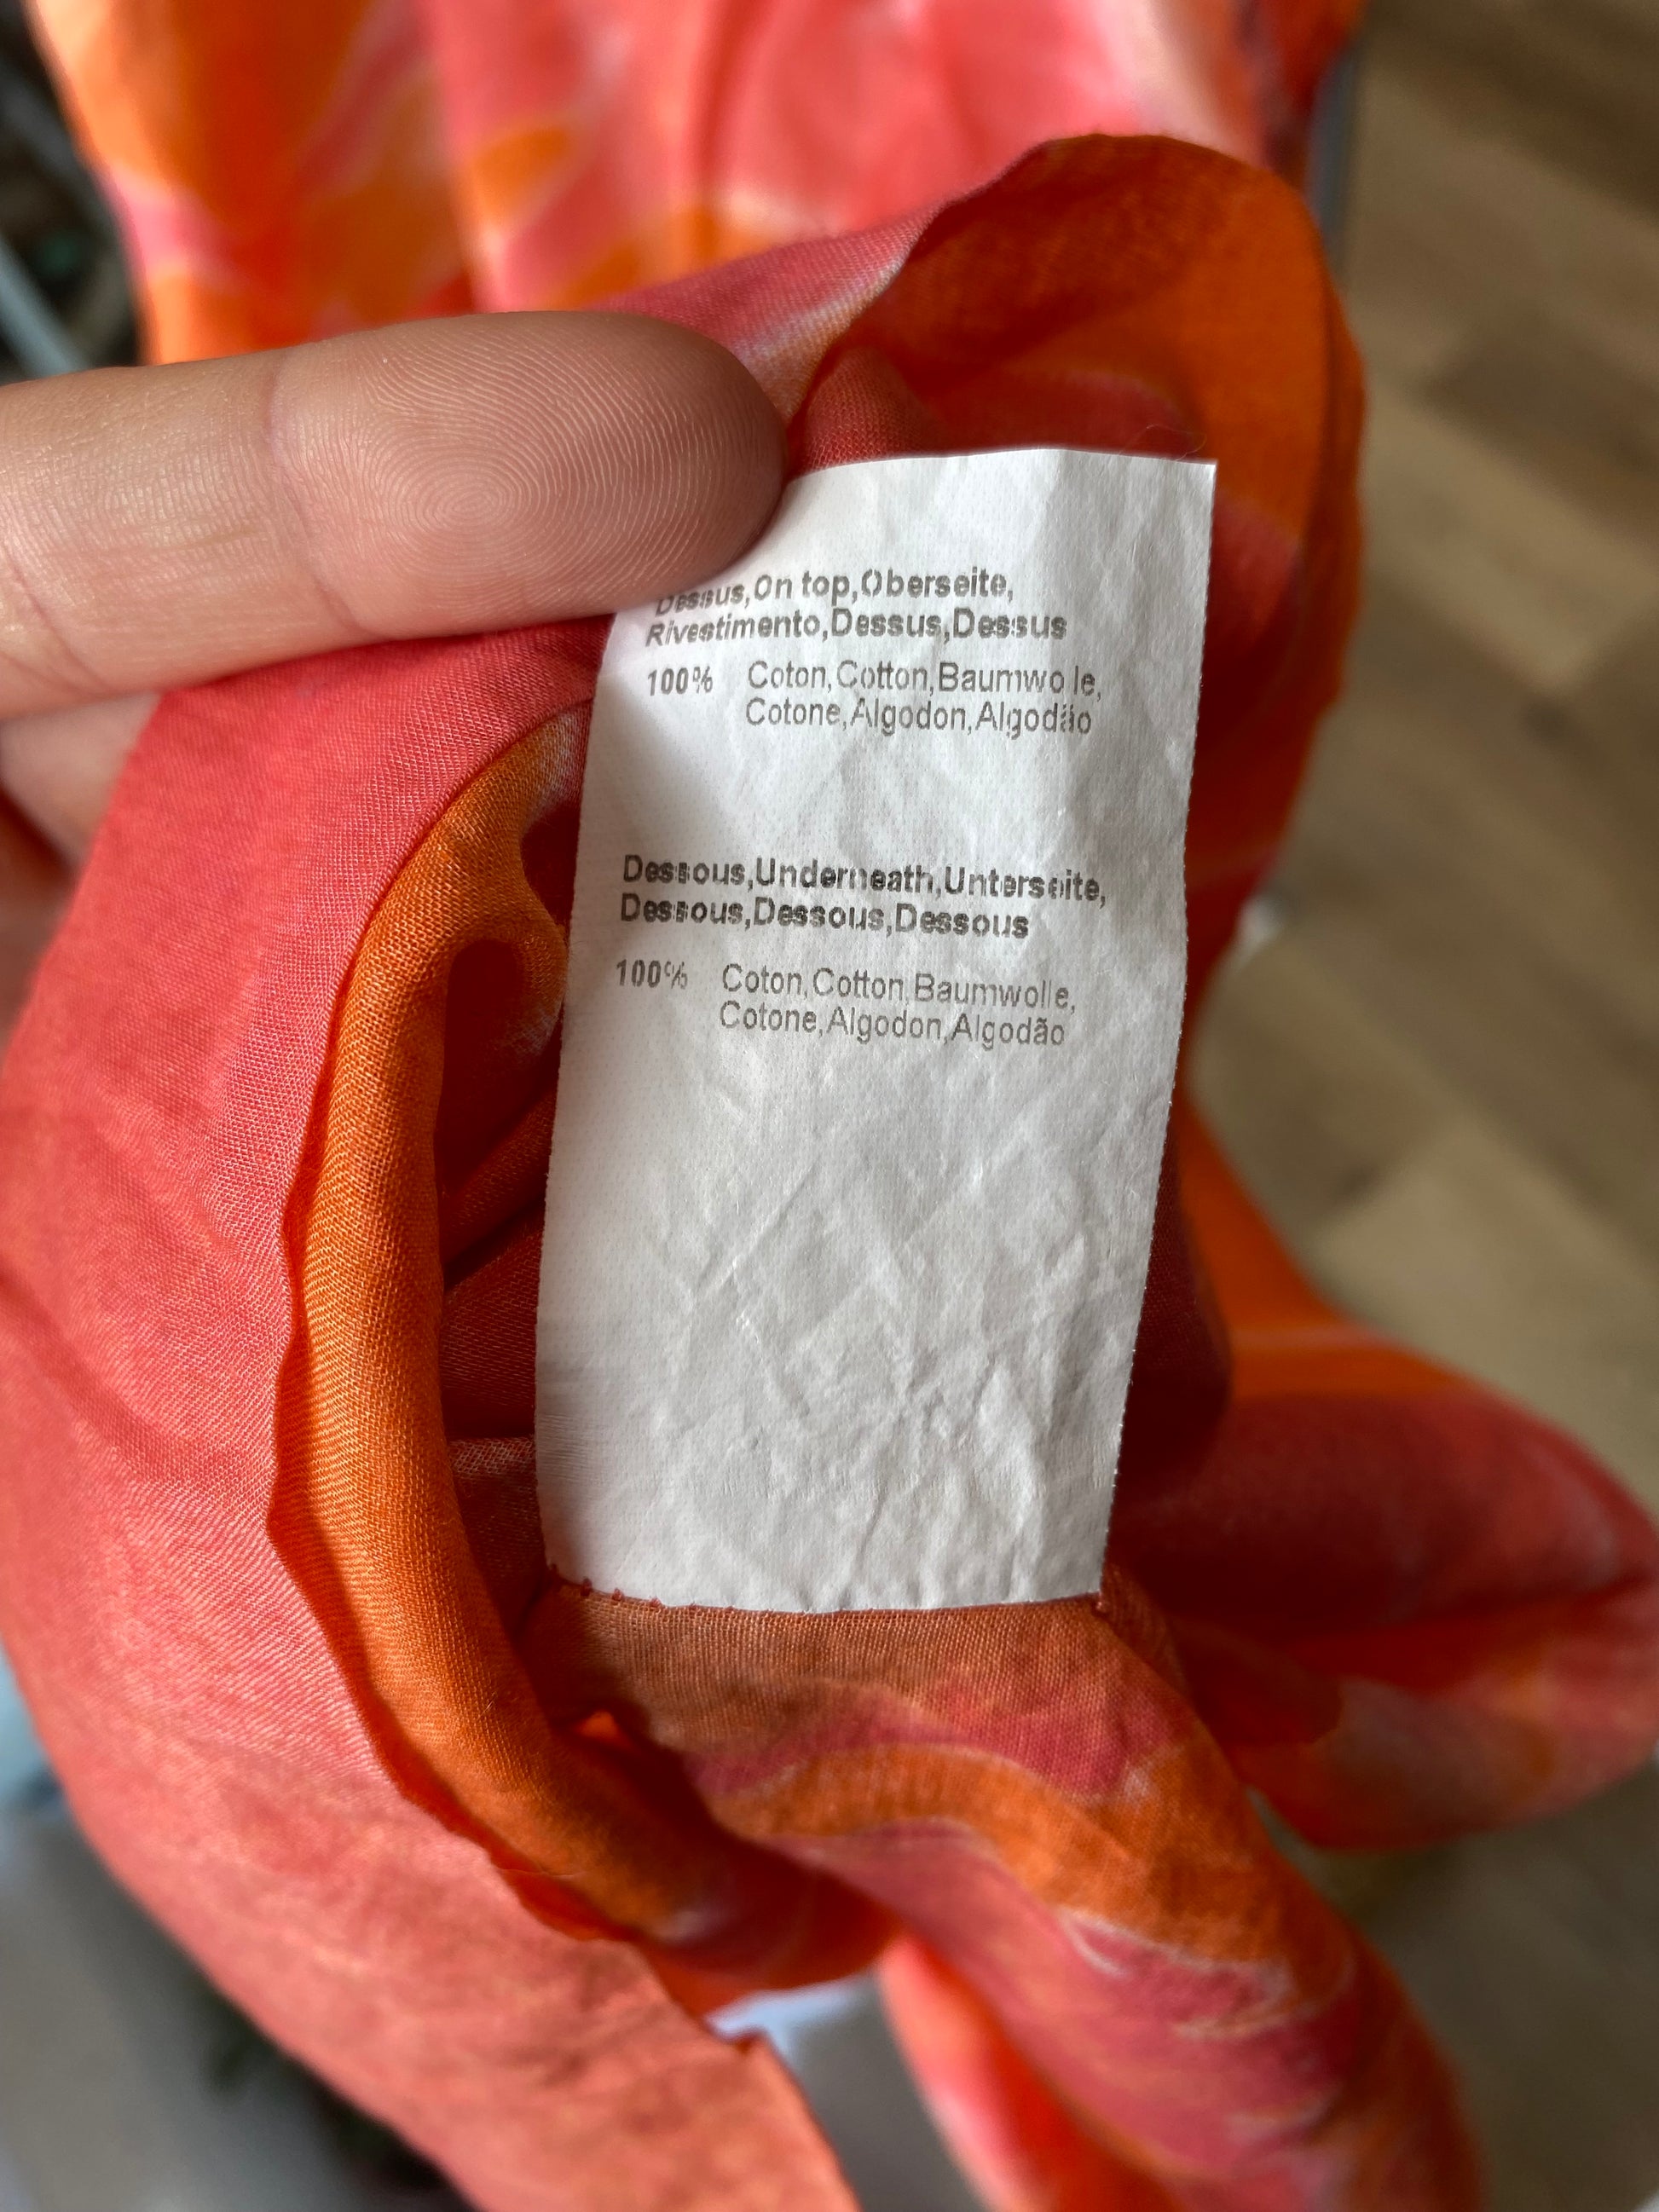 Dessus,On top,Oberseite,
Rivestimento,Dessus,Dessus
100% Coton,Cotton,Baumwo le,
Cotone,Algodon,Algodão
Dessous,Underneath,Unterseite,
Dessous,Dessous,Dessous
100% Coton,Cotton,Baumwolle,
Cotone,Algodon,Algodão